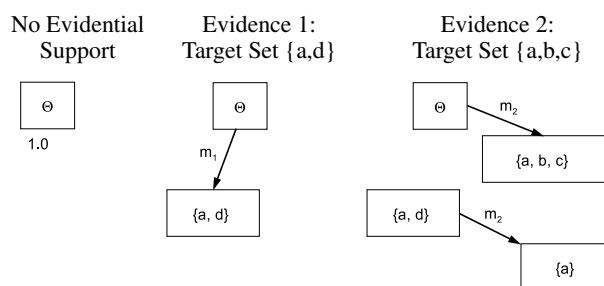 No Evidential
Support
Evidence 1:
Target Set {a,d}
Evidence 2:
Target Set {a,b,c}
Θ
1.0
Θ
m1
{a, d}
Θ
m2
{a, b, c}
{a, d}
m2
{a}